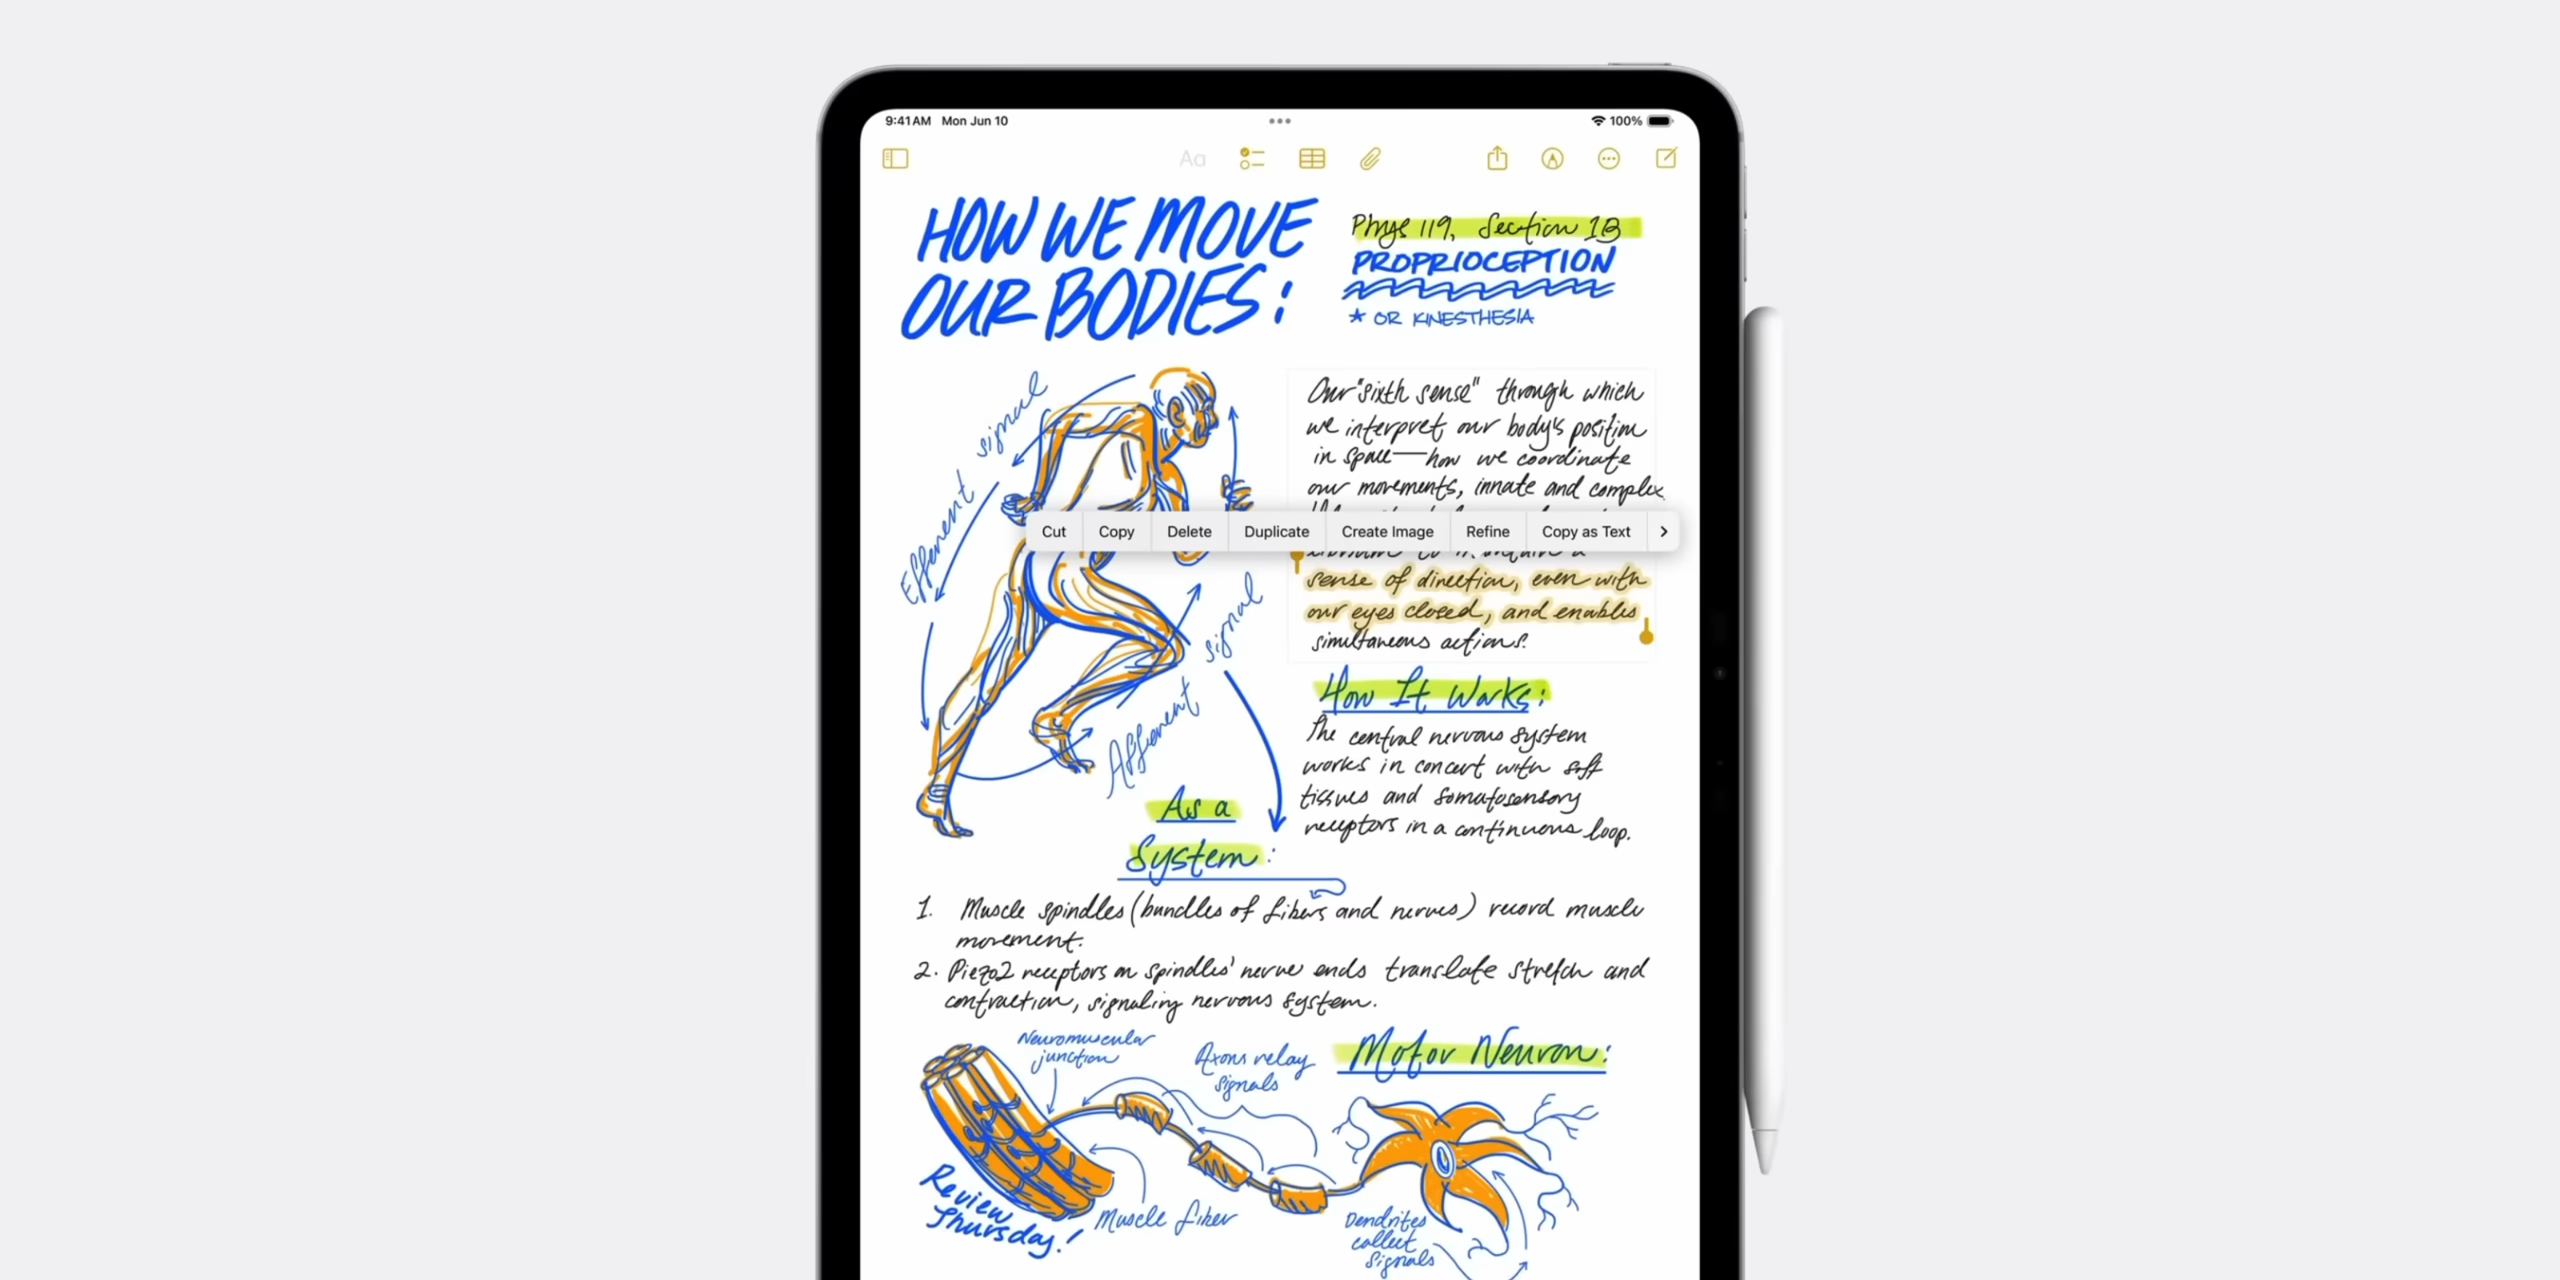 9:41 AM Mon Jun 10
100%
Aa
HOW WE MOVE
OUR BODIES:
Phys 119, Section 1B
PROPRIOCEPTION
* OR KINESTHESIA
Efferent signal
Our "sixth sense" through which
we interpret our body's position
in space—how we coordinate
our movements, innate and complex.
Cut Copy Delete Duplicate Create Image Refine Copy as Text >
sense of direction, even with
our eyes closed, and enables
simultaneous actions.
Afferent signal
How It Works:
The central nervous system
works in concert with soft
tissues and somatosensory
receptors in a continuous loop.
As a
System:
1. Muscle spindles (bundles of fibers and nerves) record muscle
movement.
2. Piezo2 receptors on spindles' nerve ends translate stretch and
contraction, signaling nervous system.
Neuromuscular
junction
Axons relay
signals
Motor Neuron:
Review
Thursday!
Muscle fiber
Dendrites
collect
signals